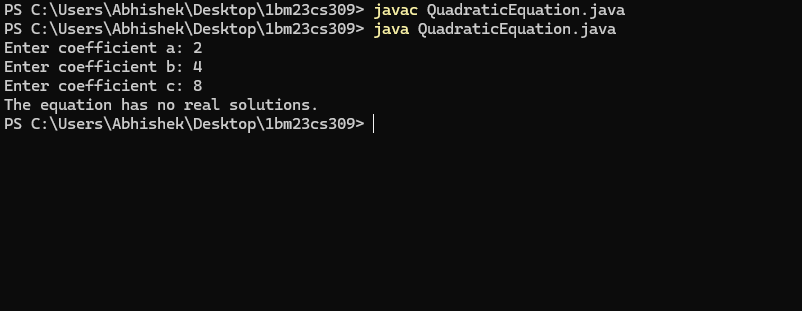 PS C:\Users\Abhishek\Desktop\1bm23cs309> javac QuadraticEquation.java
PS C:\Users\Abhishek\Desktop\1bm23cs309> java QuadraticEquation.java
Enter coefficient a: 2
Enter coefficient b: 4
Enter coefficient c: 8
The equation has no real solutions.
PS C:\Users\Abhishek\Desktop\1bm23cs309>